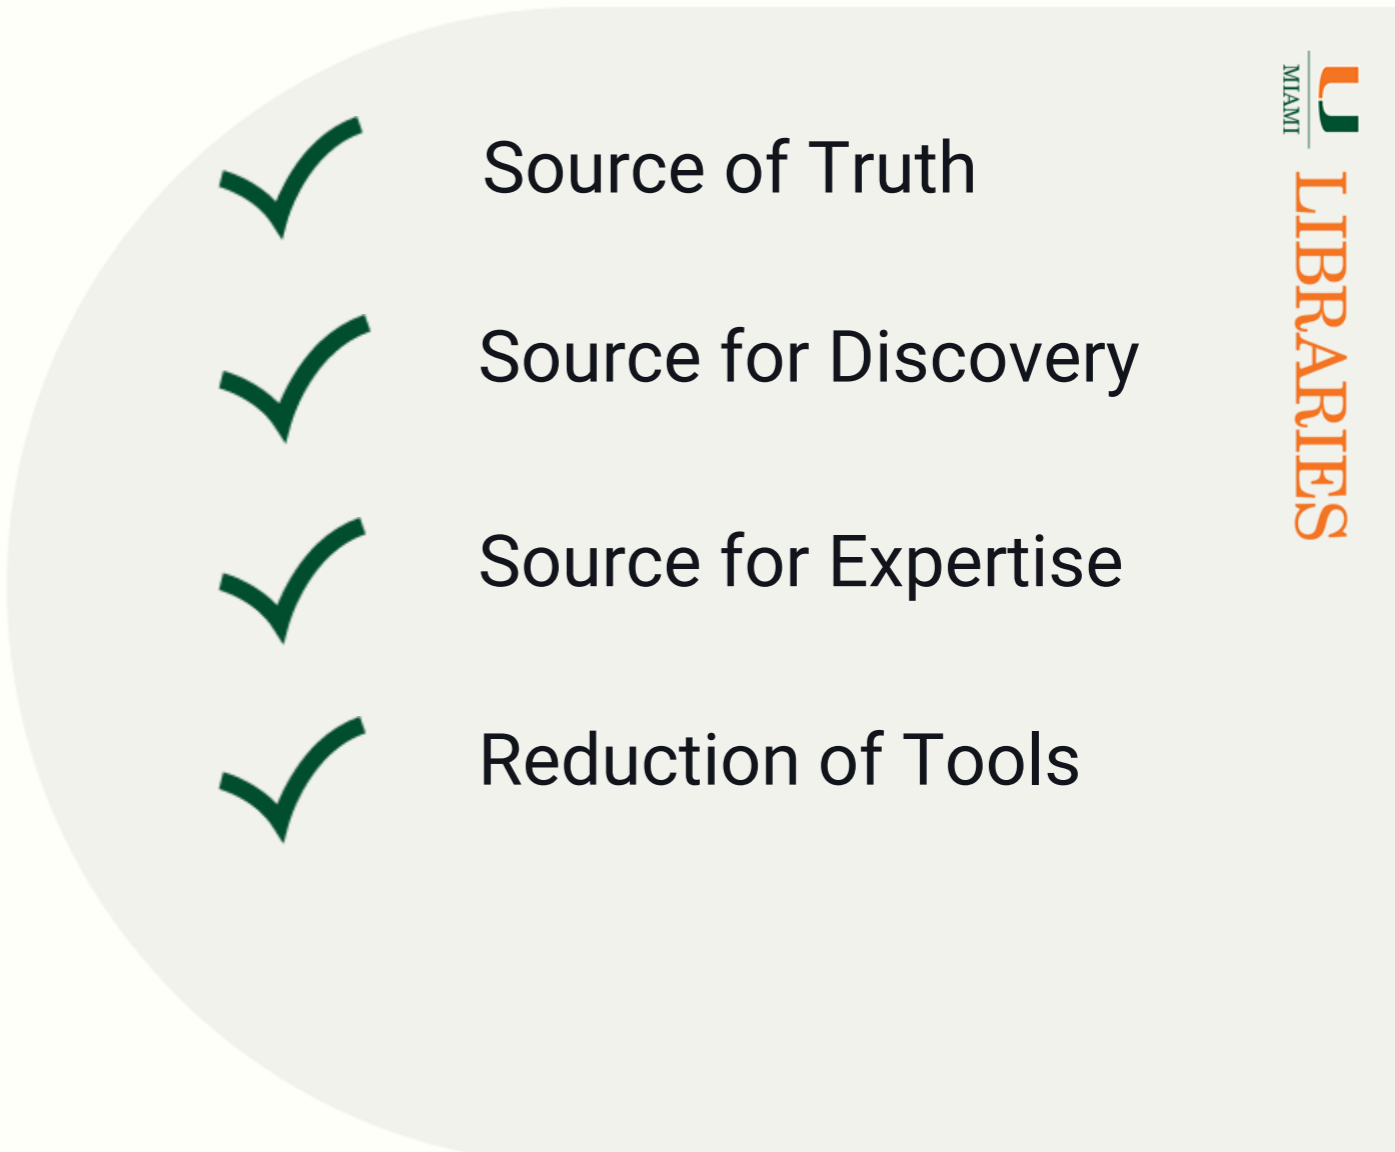 Source of Truth
Source for Discovery
Source for Expertise
Reduction of Tools
U
MIAMI
LIBRARIES